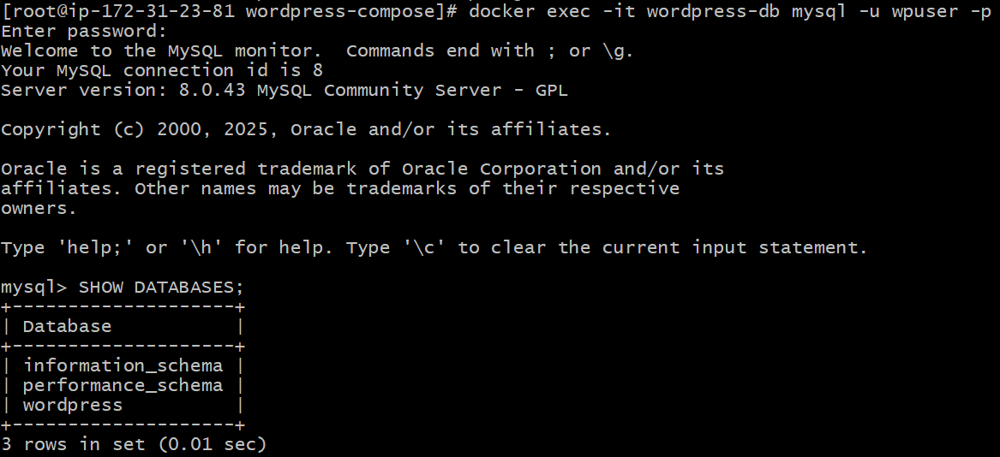 [root@ip-172-31-23-81 wordpress-compose]# docker exec -it wordpress-db mysql -u wpuser -p
Enter password:
Welcome to the MySQL monitor.  Commands end with ; or \g.
Your MySQL connection id is 8
Server version: 8.0.43 MySQL Community Server - GPL

Copyright (c) 2000, 2025, Oracle and/or its affiliates.

Oracle is a registered trademark of Oracle Corporation and/or its
affiliates. Other names may be trademarks of their respective
owners.

Type 'help;' or '\h' for help. Type '\c' to clear the current input statement.

mysql> SHOW DATABASES;
+--------------------+
| Database           |
+--------------------+
| information_schema |
| performance_schema |
| wordpress          |
+--------------------+
3 rows in set (0.01 sec)